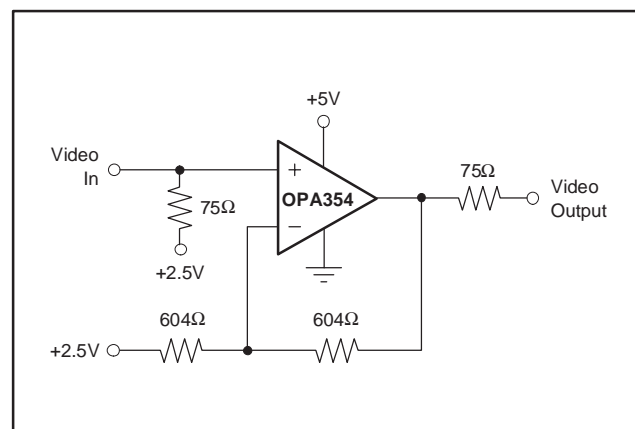 +5V
Video
In
75Ω
Video
Output
+
OPA354
−
75Ω
+2.5V
604Ω
604Ω
+2.5V